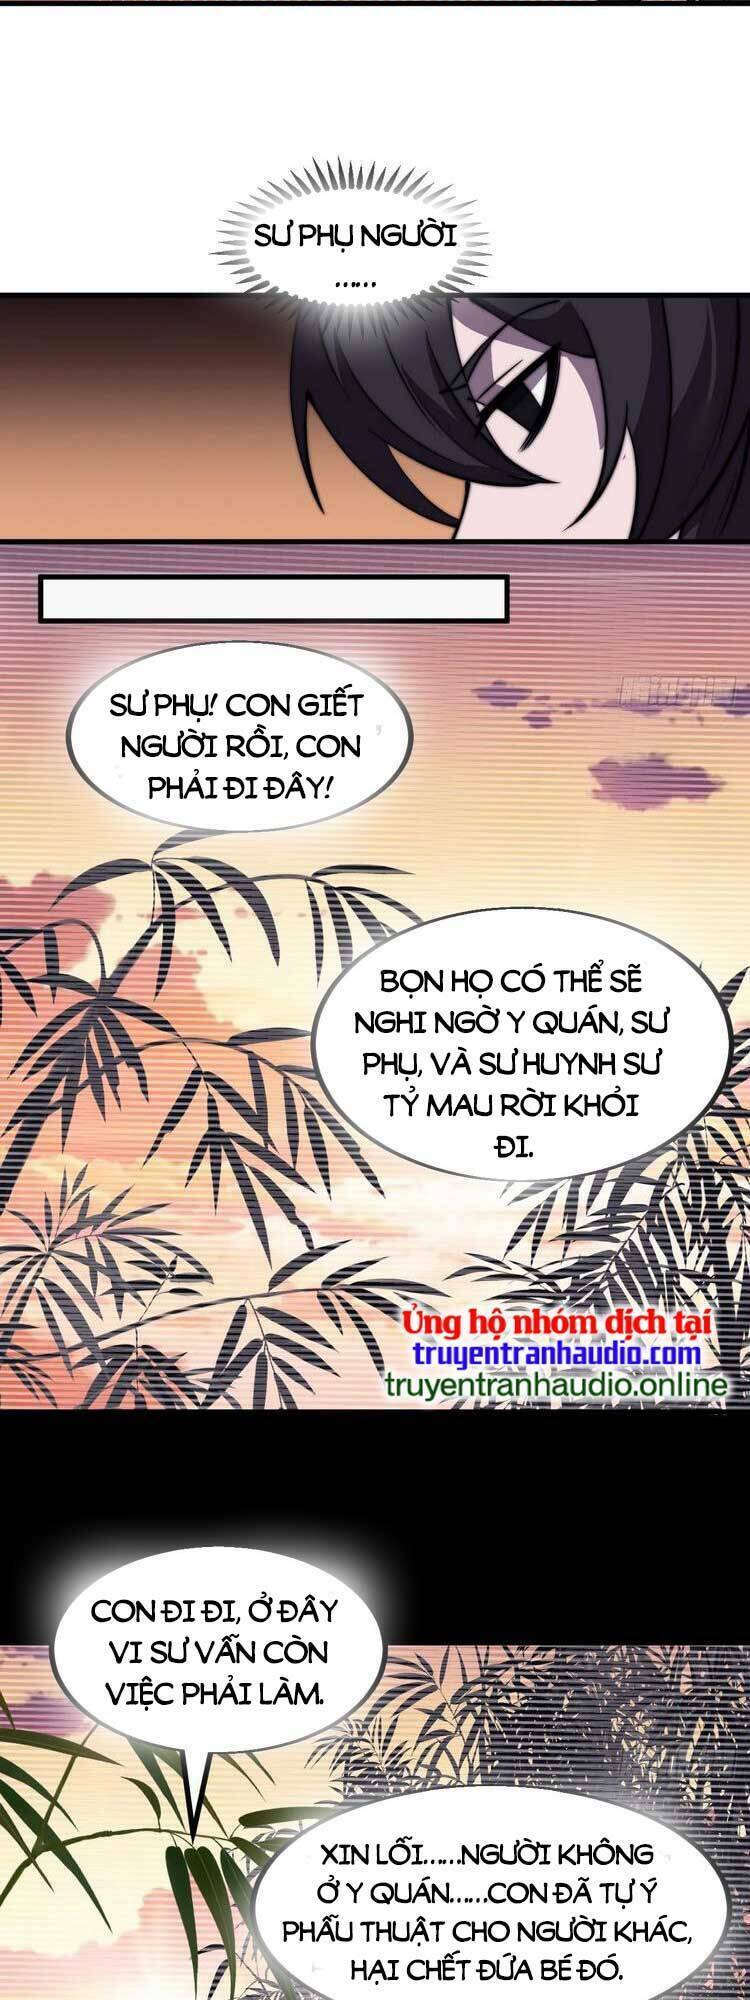 SƯ PHỤ NGƯỜI
......
SƯ PHỤ! CON GIẾT
NGƯỜI RỒI, CON
PHẢI ĐI ĐÂY!
BỌN HỌ CÓ THỂ SẼ
NGHI NGỜ Y QUÁN, SƯ
PHỤ, VÀ SƯ HUYNH SƯ
TỶ MAU RỜI KHỎI
ĐI.
Ủng hộ nhóm dịch tại
truyentranhaudio.com
truyentranhaudio.online
CON ĐI ĐI, Ở ĐÂY
VI SƯ VẪN CÒN
VIỆC PHẢI LÀM.
XIN LỖI......NGƯỜI KHÔNG
Ở Y QUÁN......CON ĐÃ TỰ Ý
PHẪU THUẬT CHO NGƯỜI KHÁC,
HẠI CHẾT ĐỨA BÉ ĐÓ.